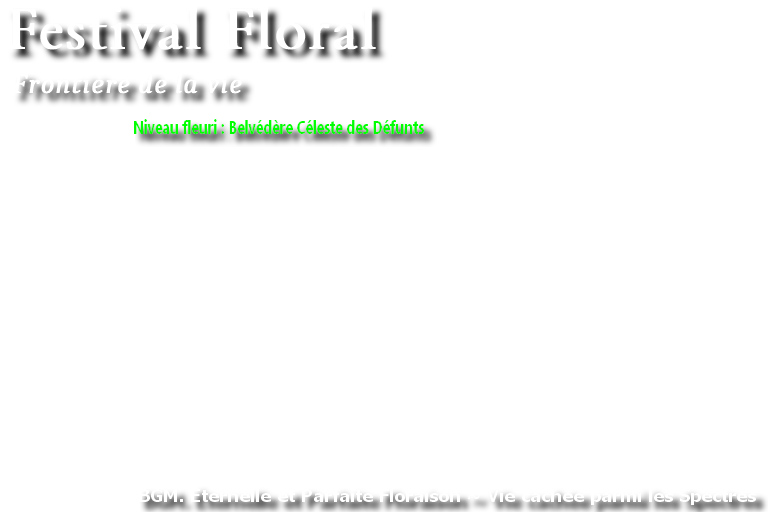 Festival Floral
Frontière de la vie
Niveau fleuri : Belvédère Céleste des Défunts
BGM. Éternelle et Parfaite Floraison ~ Vie cachée parmi les Spectres